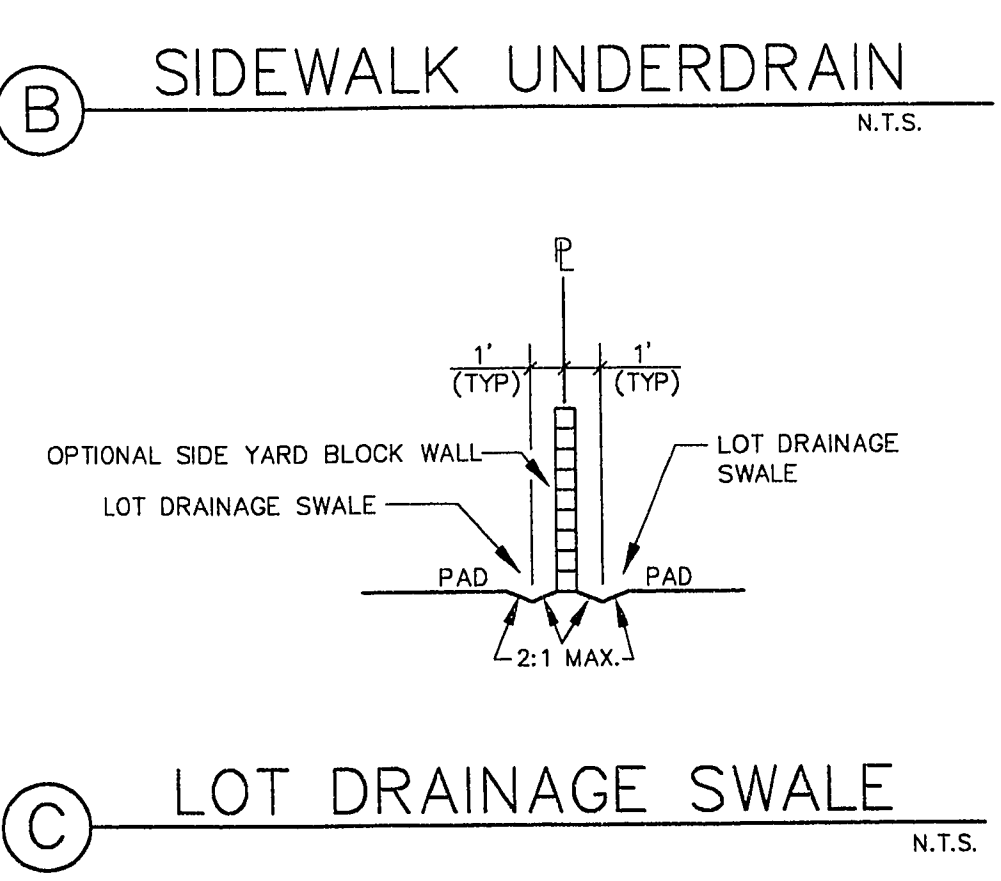 B
SIDEWALK UNDERDRAIN
N.T.S.
PL
1'
(TYP)
1'
(TYP)
OPTIONAL SIDE YARD BLOCK WALL
LOT DRAINAGE
SWALE
LOT DRAINAGE SWALE
PAD
PAD
2:1 MAX.
C
LOT DRAINAGE SWALE
N.T.S.